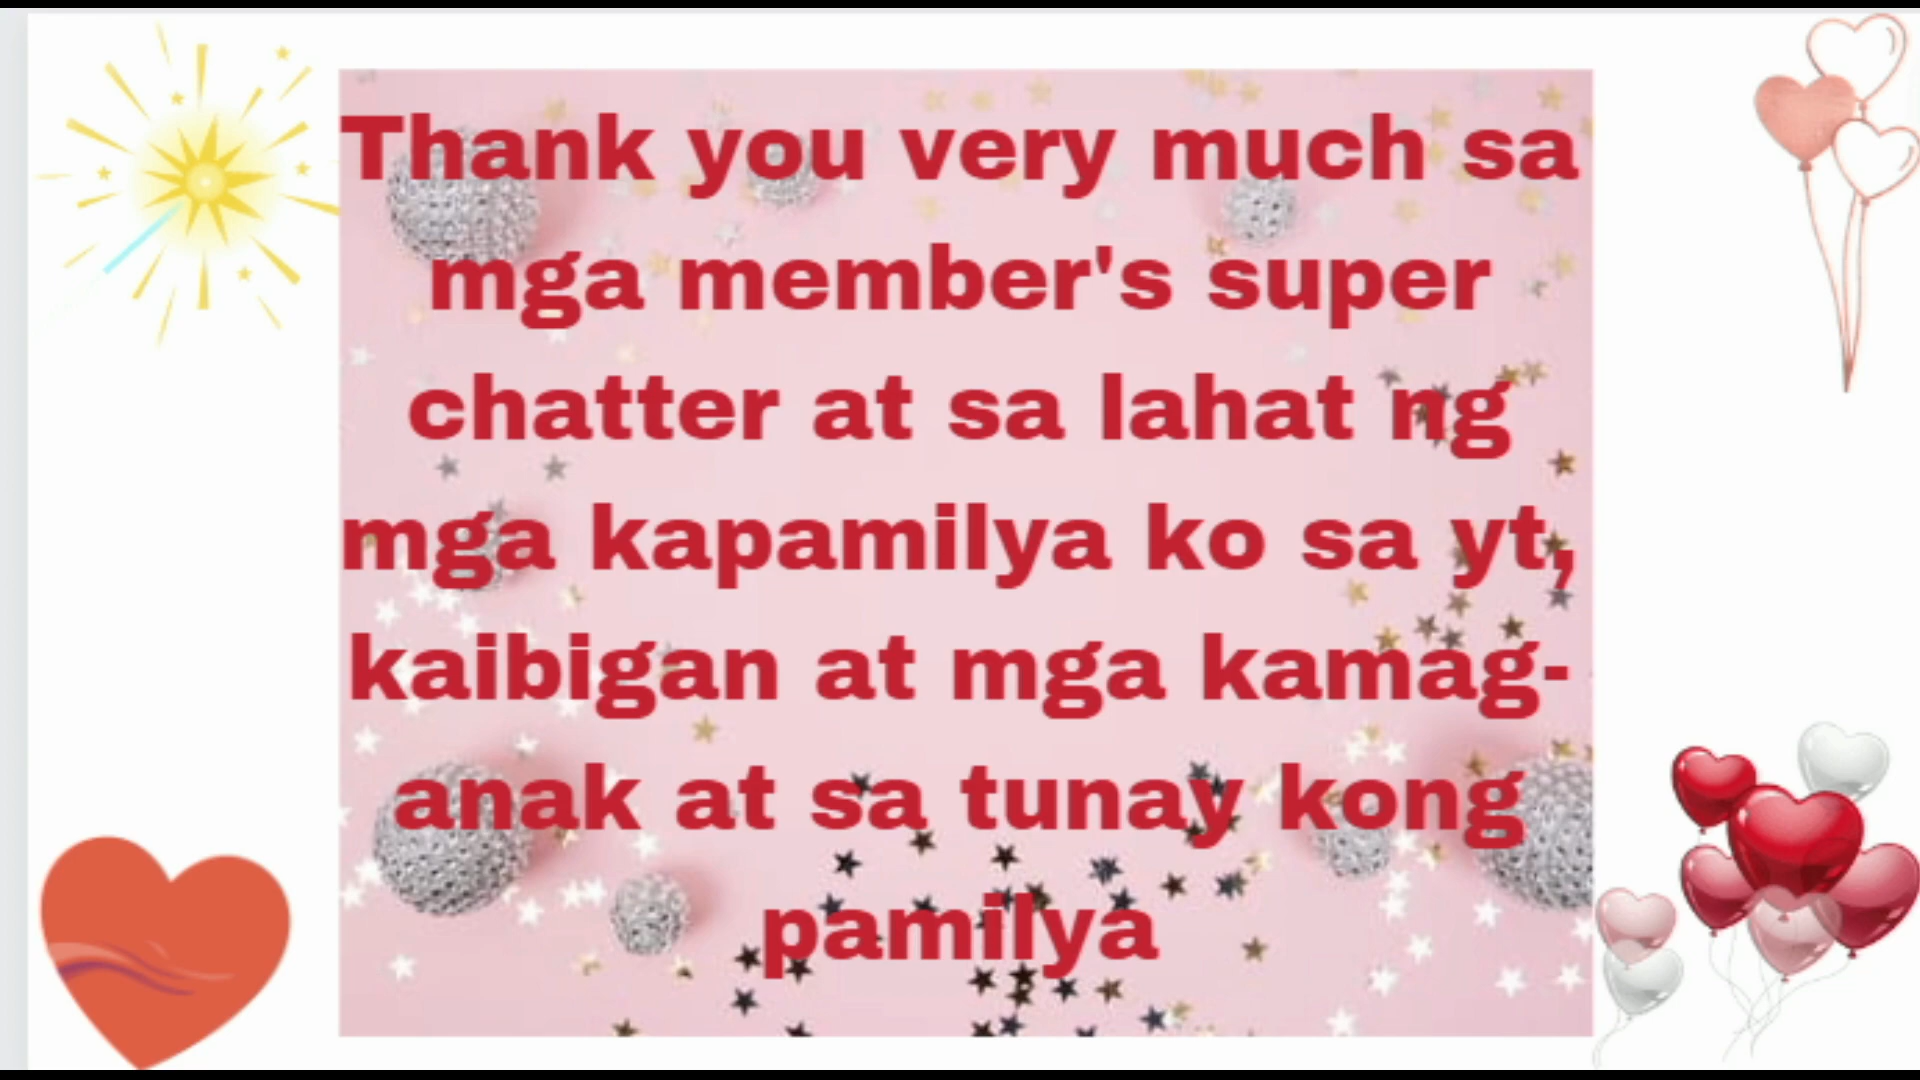 Thank you very much sa
mga member's super
chatter at sa lahat ng
mga kapamilya ko sa yt,
kaibigan at mga kamag-
anak at sa tunay kong
pamilya